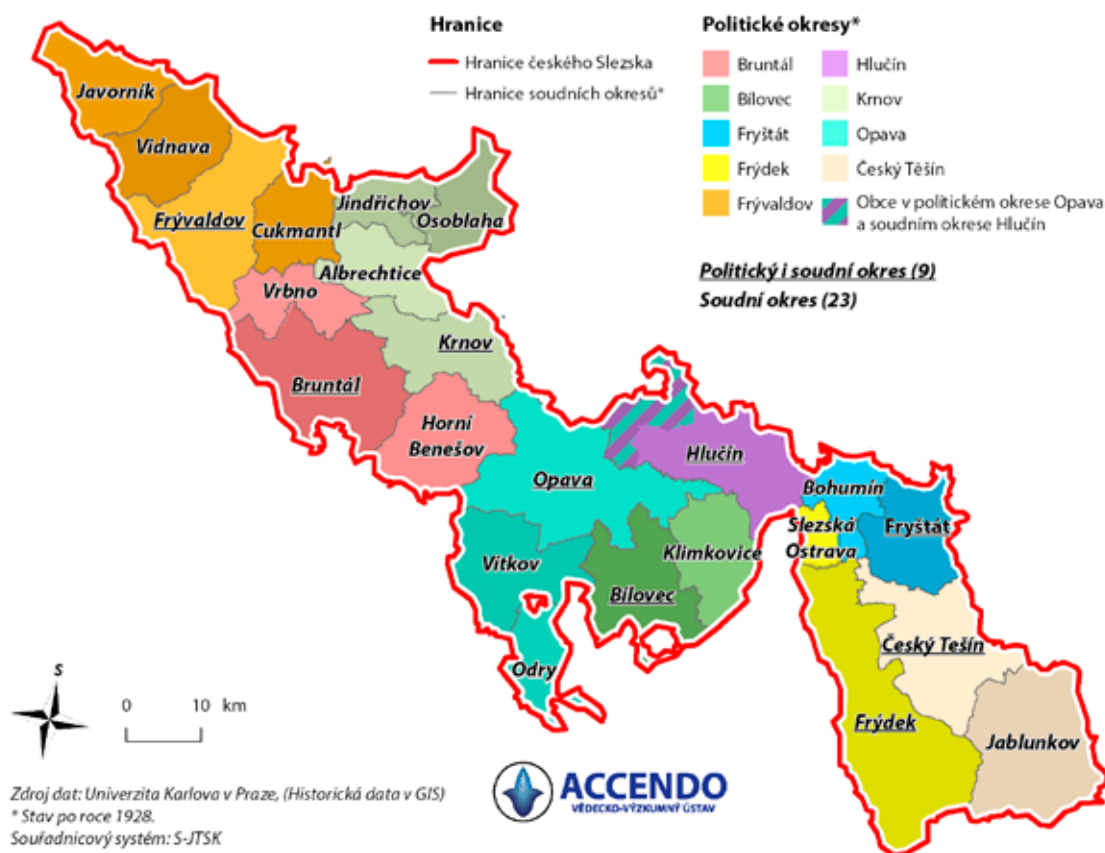 Hranice
Hranice českého Slezska
Hranice soudních okresů*
Politické okresy*
Bruntál
Bílovec
Fryštát
Frýdek
Frývaldov
Hlučín
Krnov
Opava
Český Těšín
Obce v politickém okrese Opava
a soudním okrese Hlučín
Politický i soudní okres (9)
Soudní okres (23)
Javorník
Vidnava
Frývaldov
Cukmantl
Jindřichov
Osoblaha
Albrechtice
Vrbno
Krnov
Bruntál
Horní
Benešov
Opava
Hlučín
Bohumín
Slezská
Ostrava
Fryštát
Klimkovice
Vítkov
Bílovec
Odry
Český Tešín
Frýdek
Jablunkov
S
0 10 km
ACCENDO
VĚDECKO-VÝZKUMNÝ ÚSTAV
Zdroj dat: Univerzita Karlova v Praze, (Historická data v GIS)
* Stav po roce 1928.
Souřadnicový systém: S-JTSK